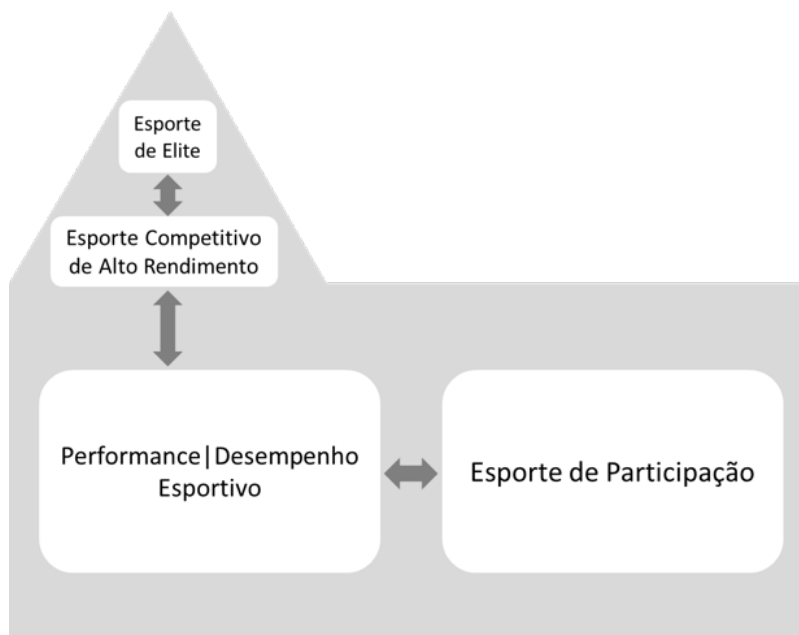 Esporte
de Elite
Esporte Competitivo
de Alto Rendimento
Performance|Desempenho
Esportivo
Esporte de Participação